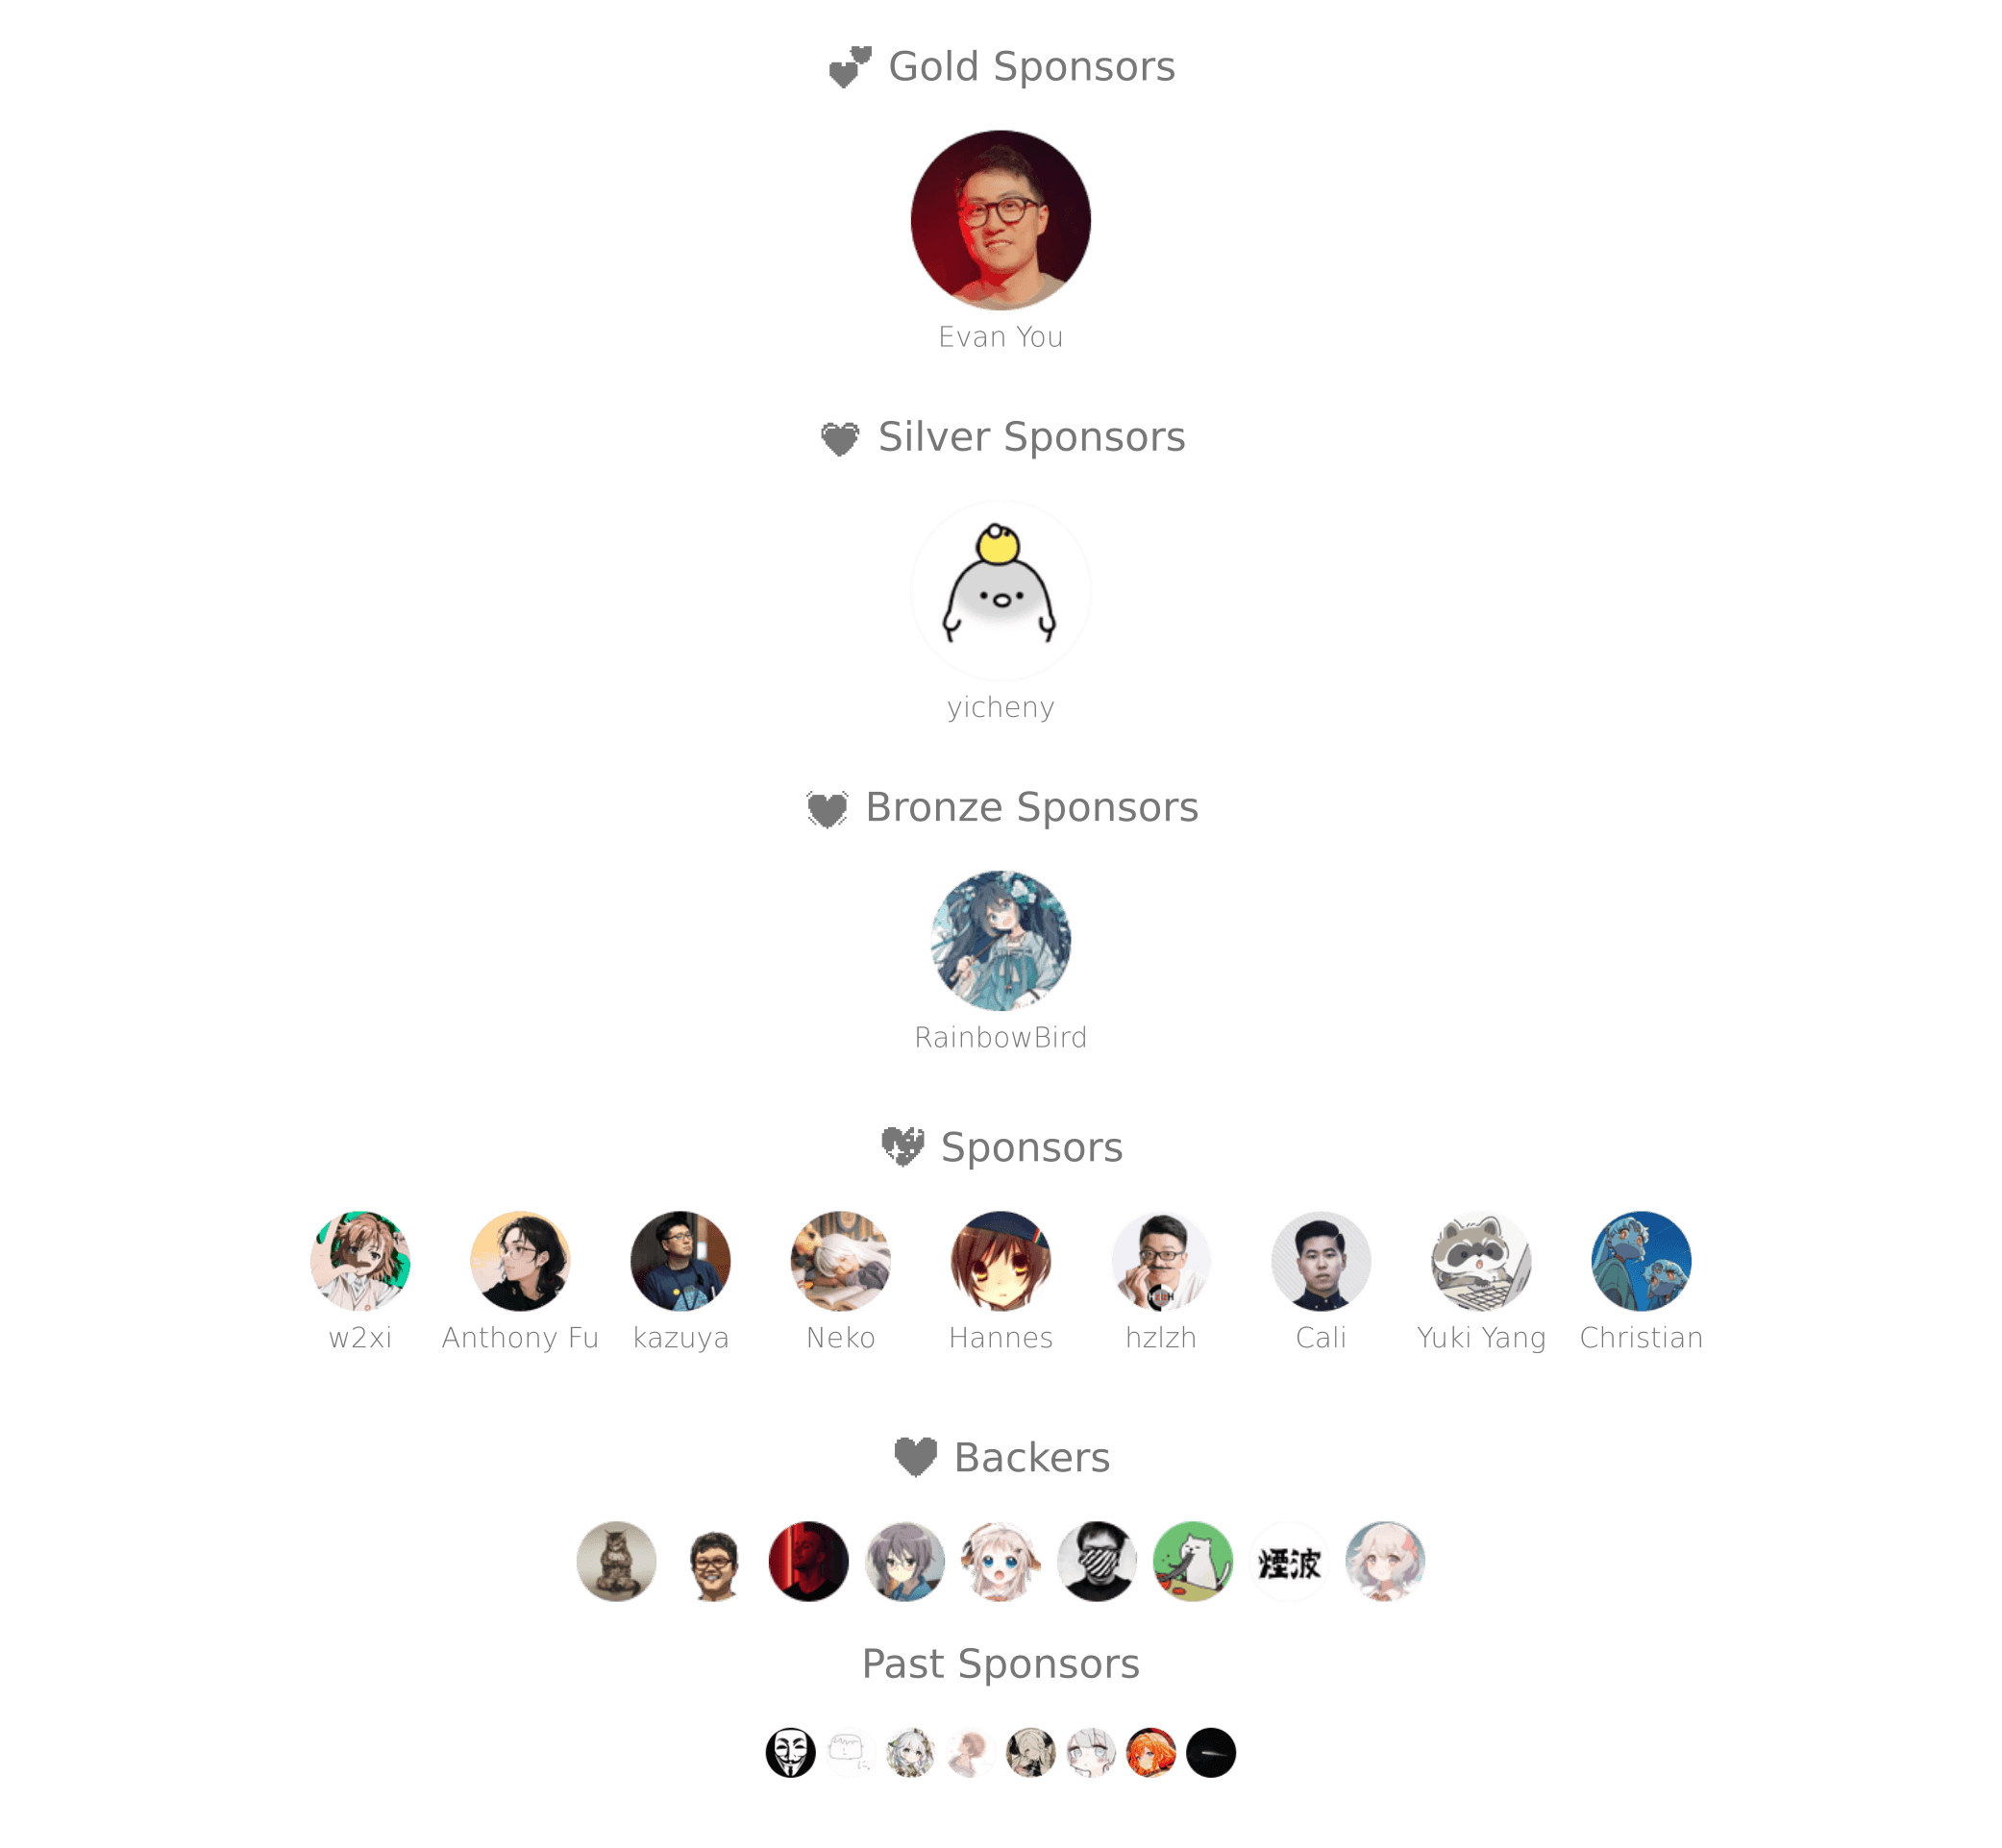 Gold Sponsors
Evan You
Silver Sponsors
yicheny
Bronze Sponsors
RainbowBird
Sponsors
w2xi Anthony Fu kazuya Neko Hannes hzlzh Cali Yuki Yang Christian
Backers
煙波
Past Sponsors